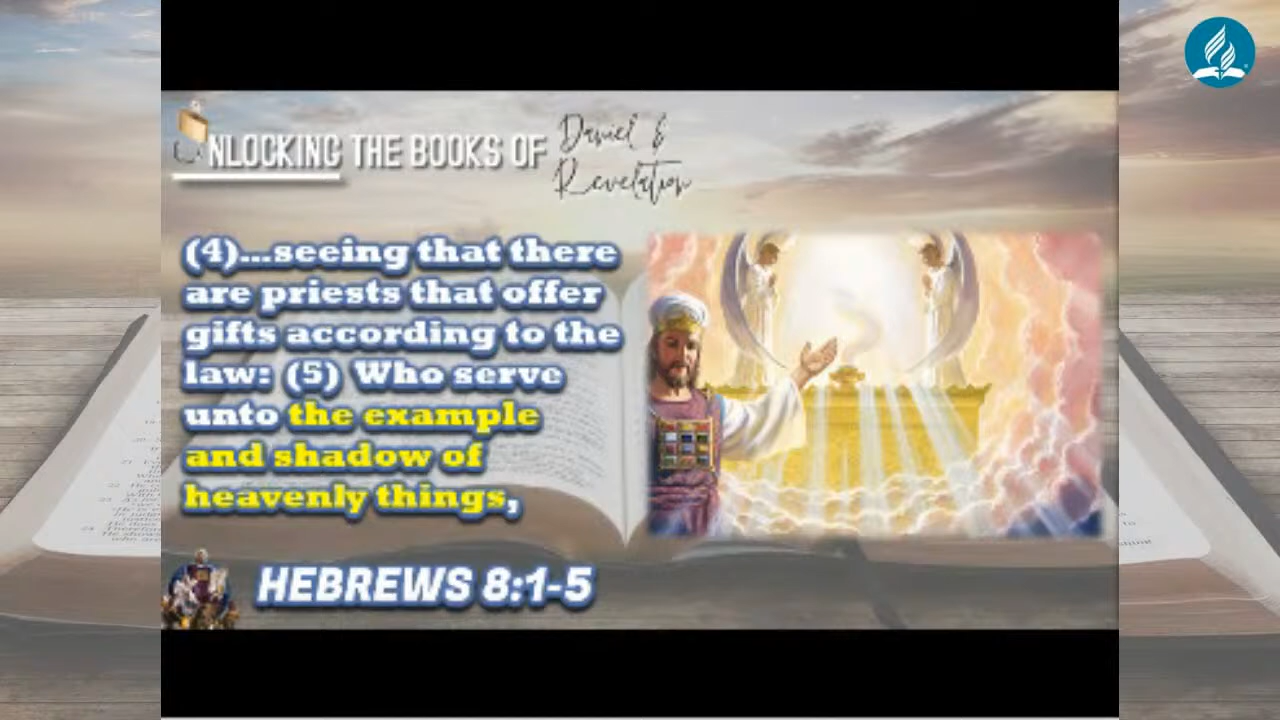 NLOCKING THE BOOKS OF
Daniel &
Revelation
(4)...seeing that there
are priests that offer
gifts according to the
law: (5) Who serve
unto the example
and shadow of
heavenly things,
HEBREWS 8:1-5